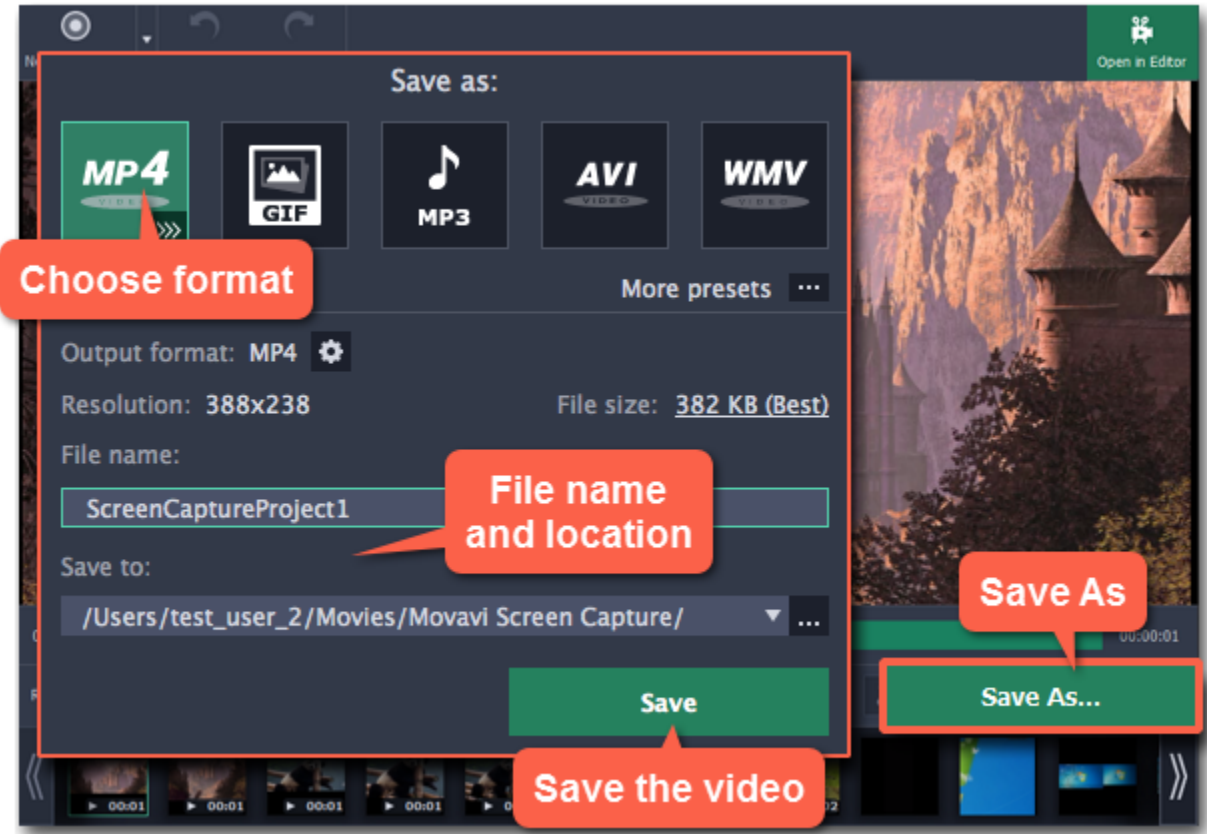 Open in Editor
Save as:
MP4
VIDEO
GIF
MP3
AVI
VIDEO
WMV
VIDEO
Choose format
More presets ...
Output format: MP4
Resolution: 388x238
File size: 382 KB (Best)
File name:
File name
and location
ScreenCaptureProject1
Save to:
/Users/test_user_2/Movies/Movavi Screen Capture/
...
Save As
00:00:01
Save
Save As...
Save the video
00:01
00:01
00:01
00:01